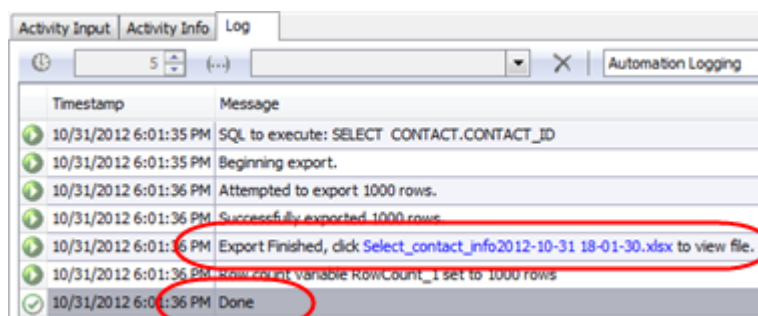 Activity Input Activity Info Log
5 (...) Automation Logging
Timestamp Message
10/31/2012 6:01:35 PM SQL to execute: SELECT CONTACT.CONTACT_ID
10/31/2012 6:01:35 PM Beginning export.
10/31/2012 6:01:36 PM Attempted to export 1000 rows.
10/31/2012 6:01:36 PM Successfully exported 1000 rows.
10/31/2012 6:01:36 PM Export Finished, click Select_contact_info2012-10-31 18-01-30.xlsx to view file.
10/31/2012 6:01:36 PM Row count variable RowCount_1 set to 1000 rows
10/31/2012 6:01:36 PM Done